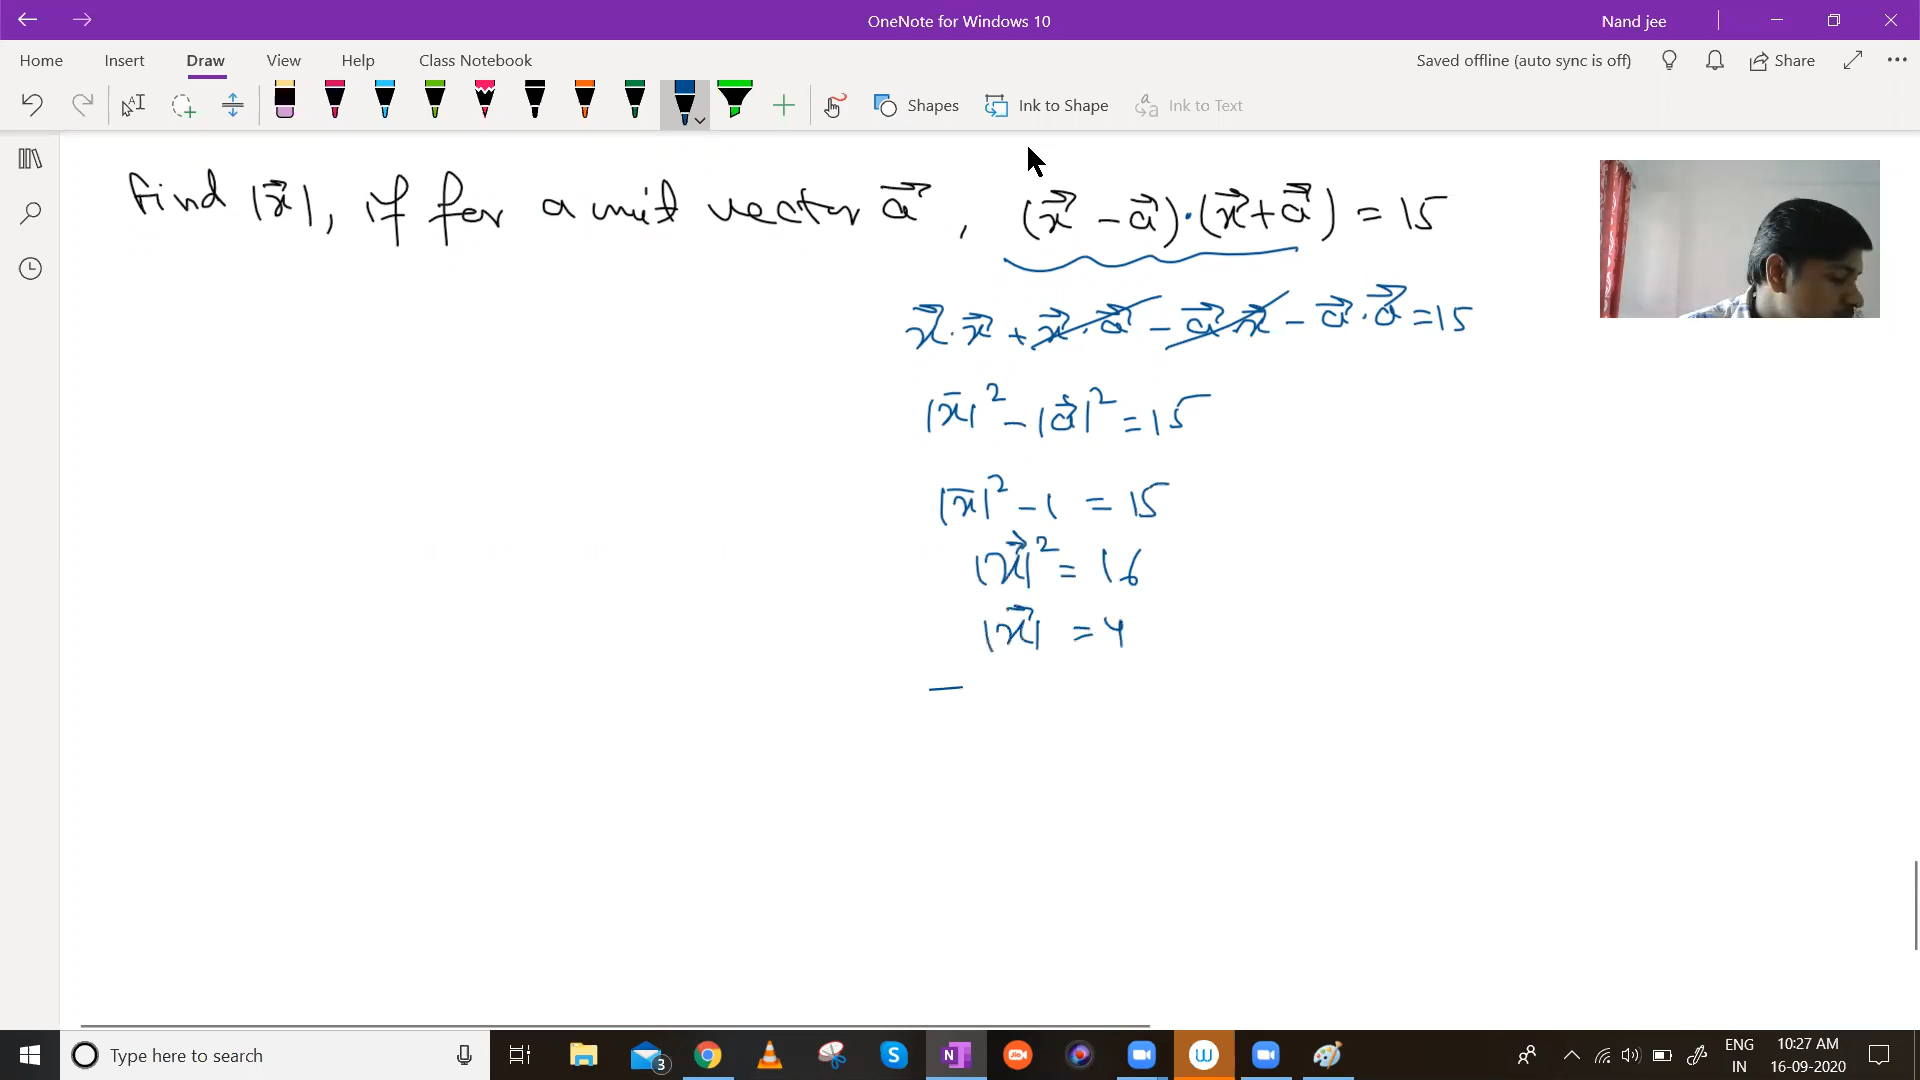 OneNote for Windows 10
Nand jee
Home Insert Draw View Help Class Notebook
Saved offline (auto sync is off) Share
Shapes Ink to Shape Ink to Text
find |x⃗|, if for a unit vector a⃗, (x⃗ − a⃗)·(x⃗ + a⃗) = 15
x⃗·x⃗ + x⃗·a⃗ − a⃗·x⃗ − a⃗·a⃗ = 15
|x̄|² − |a⃗|² = 15
|x̄|² − 1 = 15
|x⃗|² = 16
|x⃗| = 4
—
Type here to search
3
ENG
IN
10:27 AM
16-09-2020